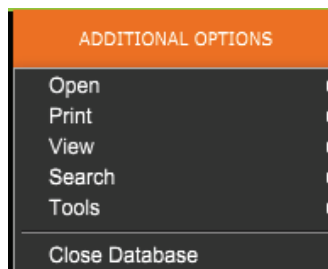 ADDITIONAL OPTIONS
Open
Print
View
Search
Tools
Close Database